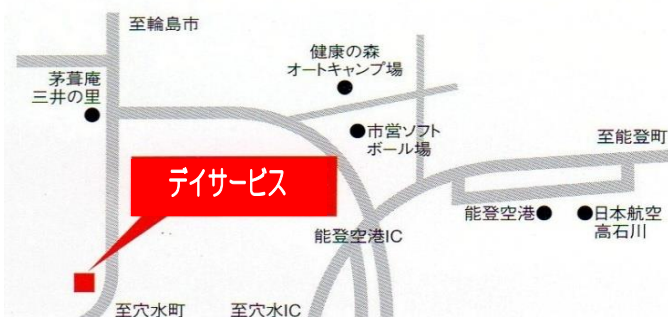 至輪島市
健康の森
オートキャンプ場
茅葺庵
三井の里
市営ソフト
ボール場
至能登町
デイサービス
能登空港
日本航空
高石川
能登空港IC
至穴水町
至穴水IC